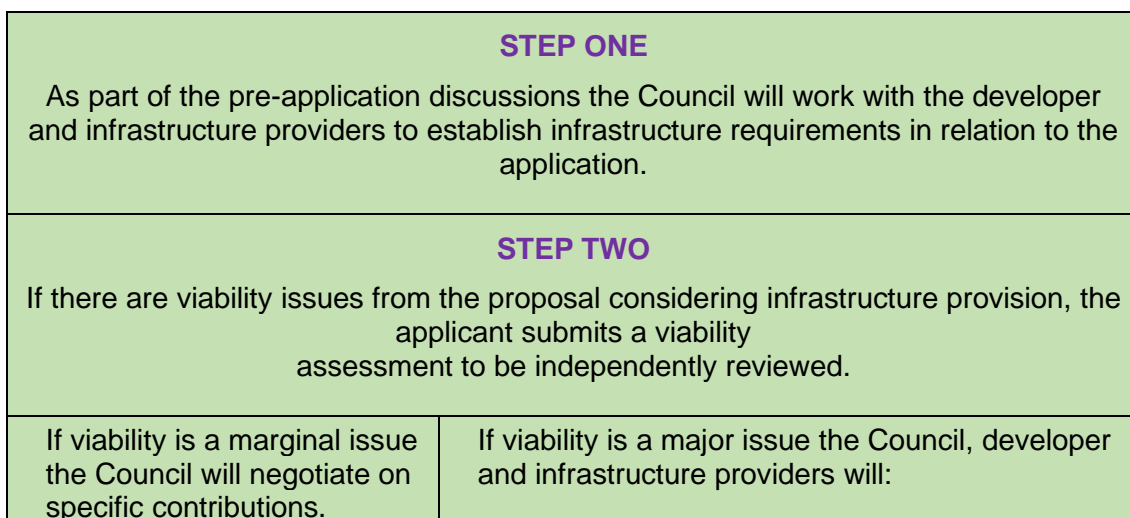 STEP ONE
As part of the pre-application discussions the Council will work with the developer
and infrastructure providers to establish infrastructure requirements in relation to the
application.
STEP TWO
If there are viability issues from the proposal considering infrastructure provision, the
applicant submits a viability
assessment to be independently reviewed.
If viability is a marginal issue
the Council will negotiate on
specific contributions.
If viability is a major issue the Council, developer
and infrastructure providers will: